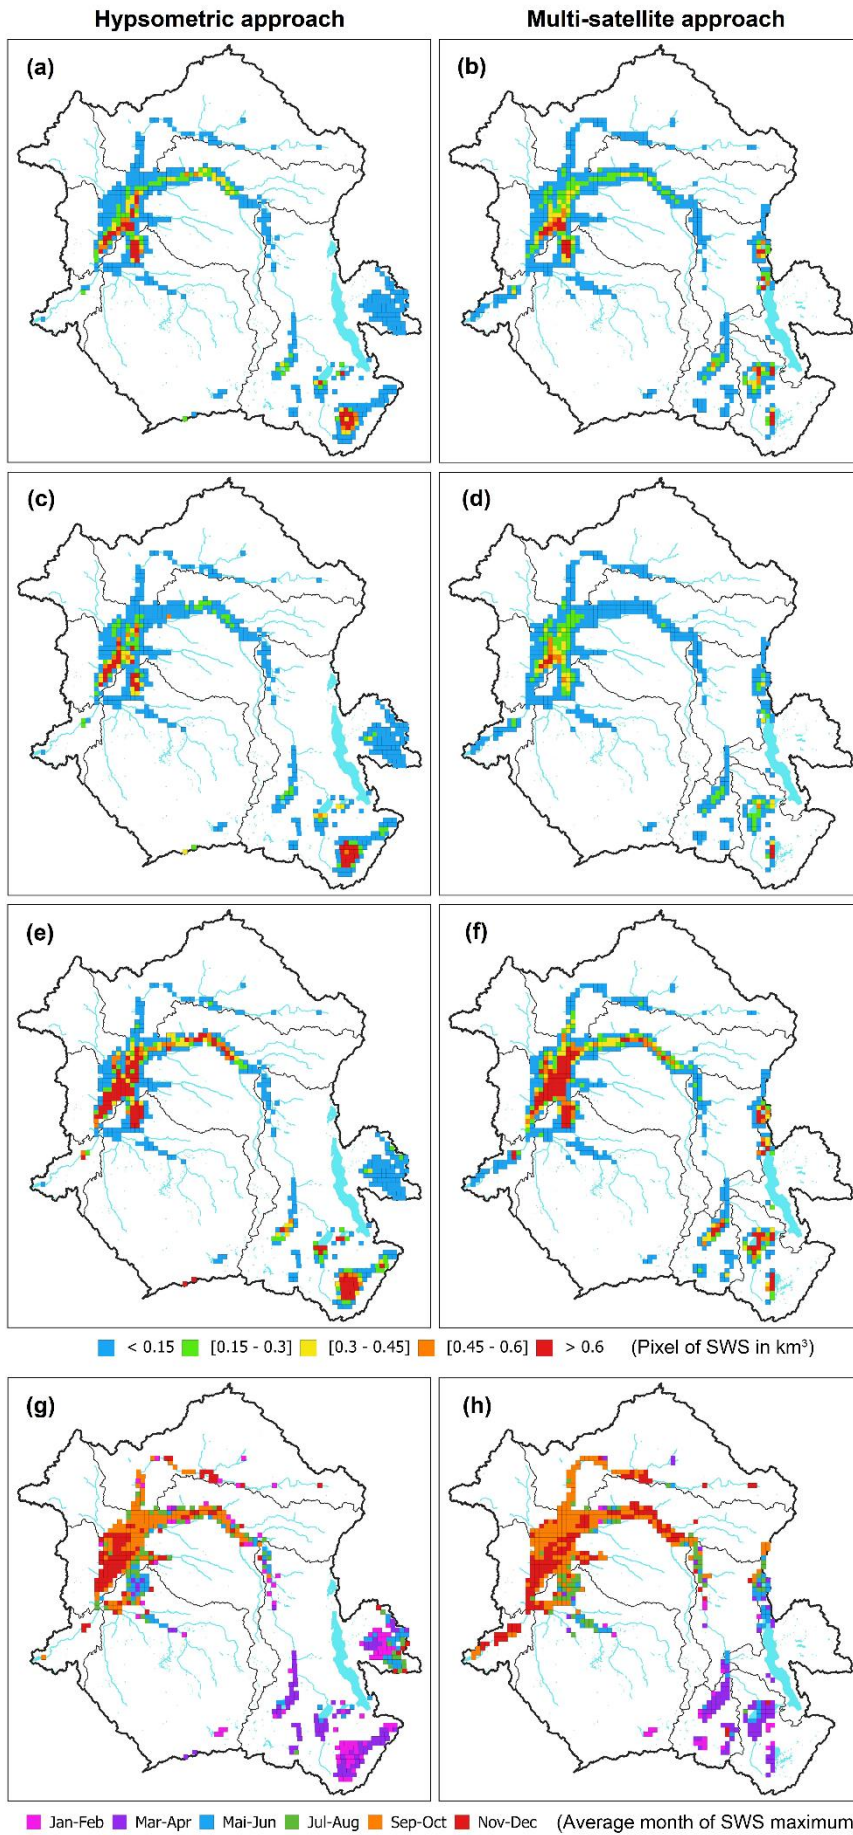 Hypsometric approach Multi-satellite approach
(a) (b)
(c) (d)
(e) (f)
< 0.15 [0.15 - 0.3] [0.3 - 0.45] [0.45 - 0.6] > 0.6 (Pixel of SWS in km³)
(g) (h)
Jan-Feb Mar-Apr Mai-Jun Jul-Aug Sep-Oct Nov-Dec (Average month of SWS maximum